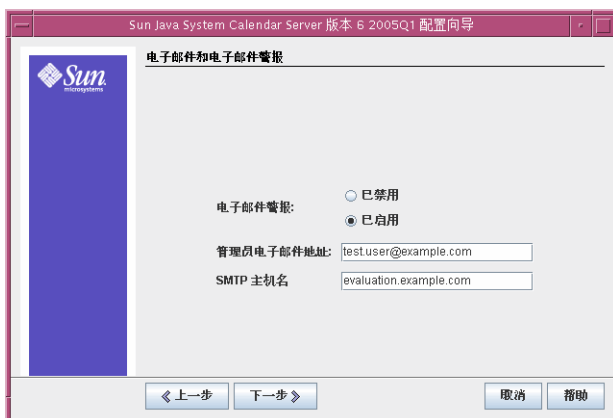 Sun Java System Calendar Server 版本 6 2005Q1 配置向导
Sun
microsystems
电子邮件和电子邮件警报
电子邮件警报:
已禁用
已启用
管理员电子邮件地址:
test.user@example.com
SMTP 主机名
evaluation.example.com
上一步
下一步
取消
帮助